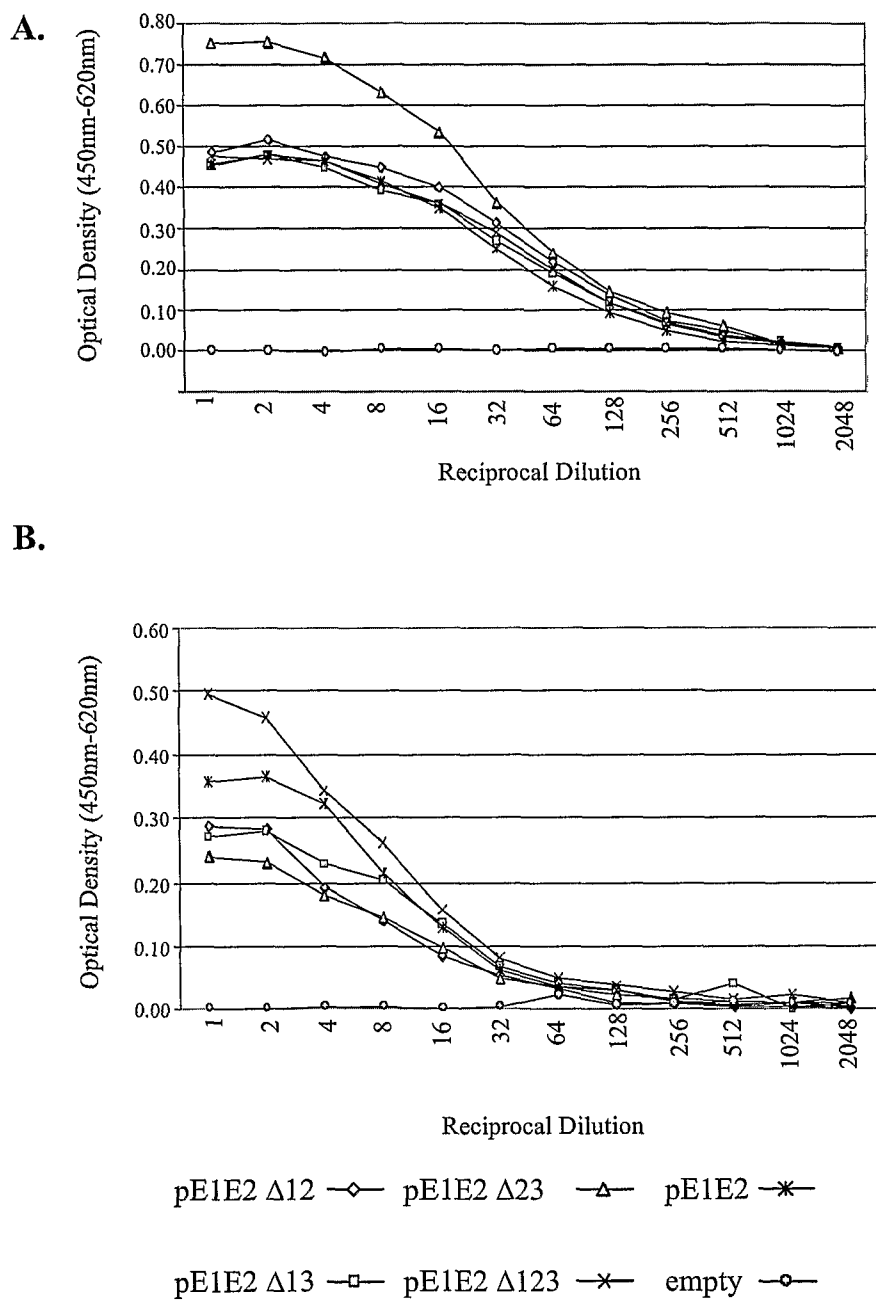 A.
Optical Density (450nm-620nm)
0.80
0.70
0.60
0.50
0.40
0.30
0.20
0.10
0.00
1 2 4 8 16 32 64 128 256 512 1024 2048
Reciprocal Dilution
B.
Optical Density (450nm-620nm)
0.60
0.50
0.40
0.30
0.20
0.10
0.00
1 2 4 8 16 32 64 128 256 512 1024 2048
Reciprocal Dilution
pE1E2 Δ12 pE1E2 Δ23 pE1E2
pE1E2 Δ13 pE1E2 Δ123 empty